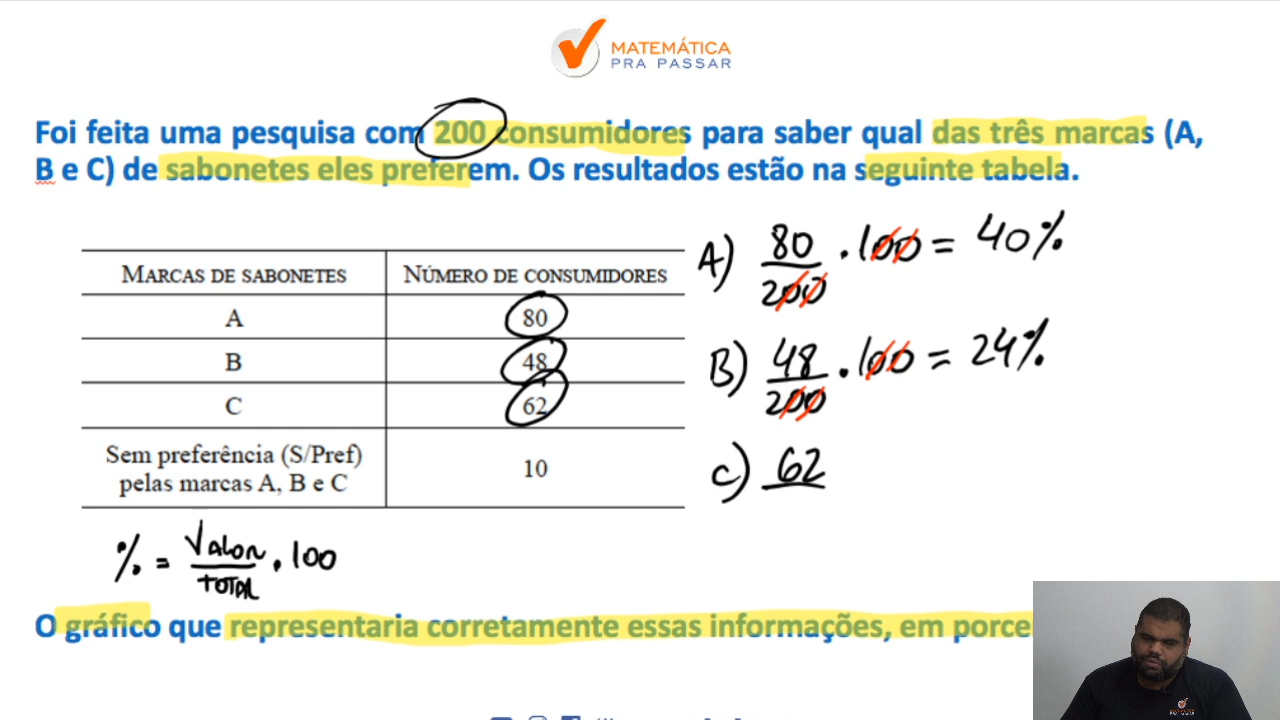 MATEMÁTICA
PRA PASSAR
Foi feita uma pesquisa com 200 consumidores para saber qual das três marcas (A,
B e C) de sabonetes eles preferem. Os resultados estão na seguinte tabela.
MARCAS DE SABONETES NÚMERO DE CONSUMIDORES
A 80
B 48
C 62
Sem preferência (S/Pref)
pelas marcas A, B e C 10
A) 80/200 . 100 = 40%
B) 48/200 . 100 = 24%
C) 62
% = VALOR/TOTAL . 100
O gráfico que representaria corretamente essas informações, em porce